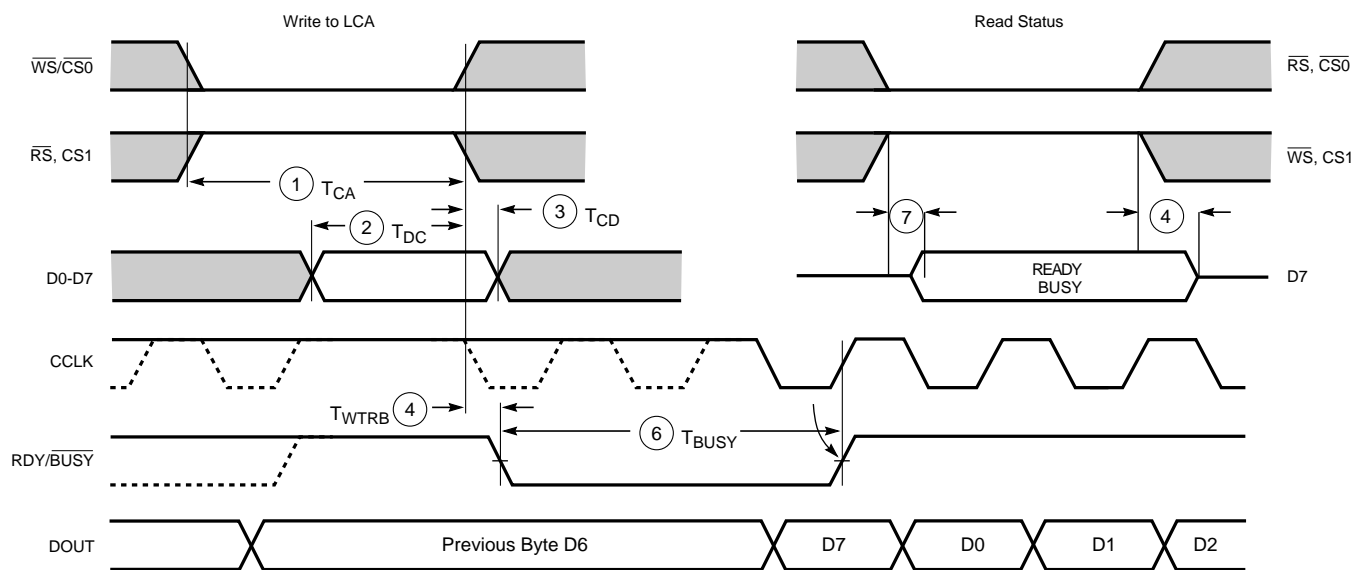 Write to LCA
Read Status
WS/CS0
RS, CS0
RS, CS1
WS, CS1
1 TCA
2 TDC
3 TCD
7
4
D0-D7
READY
BUSY
D7
CCLK
TWTRB 4
6 TBUSY
RDY/BUSY
DOUT
Previous Byte D6
D7
D0
D1
D2